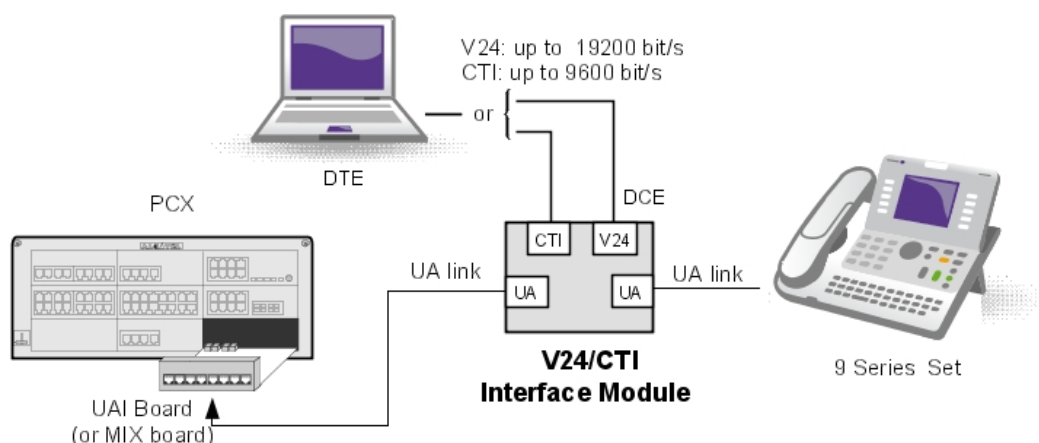 V24: up to 19200 bit/s
CTI: up to 9600 bit/s
or
DTE
PCX
DCE
CTI
V24
UA link
UA
UA
UA link
V24/CTI
Interface Module
9 Series Set
UAI Board
(or MIX board)